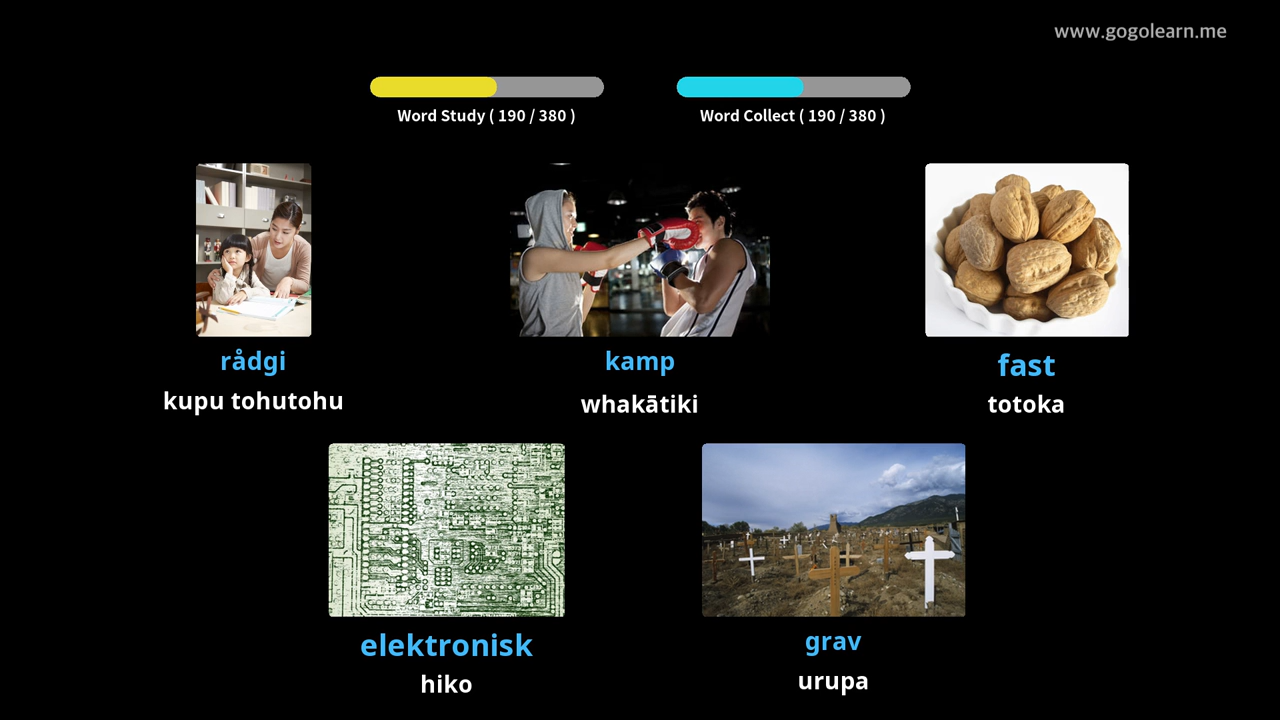 www.gogolearn.me
Word Study ( 190 / 380 )
Word Collect ( 190 / 380 )
rådgi
kupu tohutohu
kamp
whakātiki
fast
totoka
elektronisk
hiko
grav
urupa